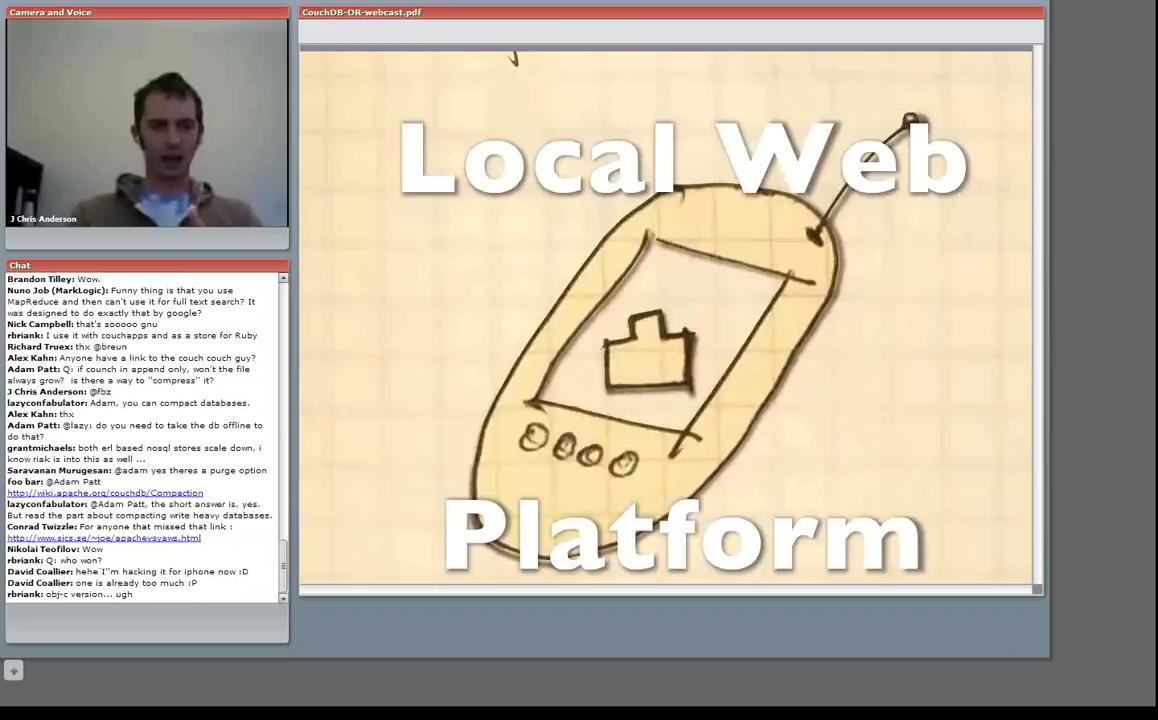 Camera and Voice
J Chris Anderson
Chat
Brandon Tilley: Wow.
Nuno Job (MarkLogic): Funny thing is that you use
MapReduce and then can't use it for full text search? It
was designed to do exactly that by google?
Nick Campbell: that's sooooo gnu
rbriank: I use it with couchapps and as a store for Ruby
Richard Truex: thx @breun
Alex Kahn: Anyone have a link to the couch couch guy?
Adam Patt: Q: if counch in append only, won't the file
always grow?  is there a way to "compress" it?
J Chris Anderson: @fbz
lazyconfabulator: Adam, you can compact databases.
Alex Kahn: thx
Adam Patt: @lazy: do you need to take the db offline to
do that?
grantmichaels: both erl based nosql stores scale down, i
know riak is into this as well ...
Saravanan Murugesan: @adam yes theres a purge option
foo bar: @Adam Patt
http://wiki.apache.org/couchdb/Compaction
lazyconfabulator: @Adam Patt, the short answer is, yes.
But read the part about compacting write heavy databases.
Conrad Twizzle: For anyone that missed that link :
http://www.sics.se/~joe/apachevsyaws.html
Nikolai Teofilov: Wow
rbriank: Q: who won?
David Coallier: hehe I"m hacking it for iphone now :D
David Coallier: one is already too much :P
rbriank: obj-c version... ugh
CouchDB-OR-webcast.pdf
Local Web
Platform